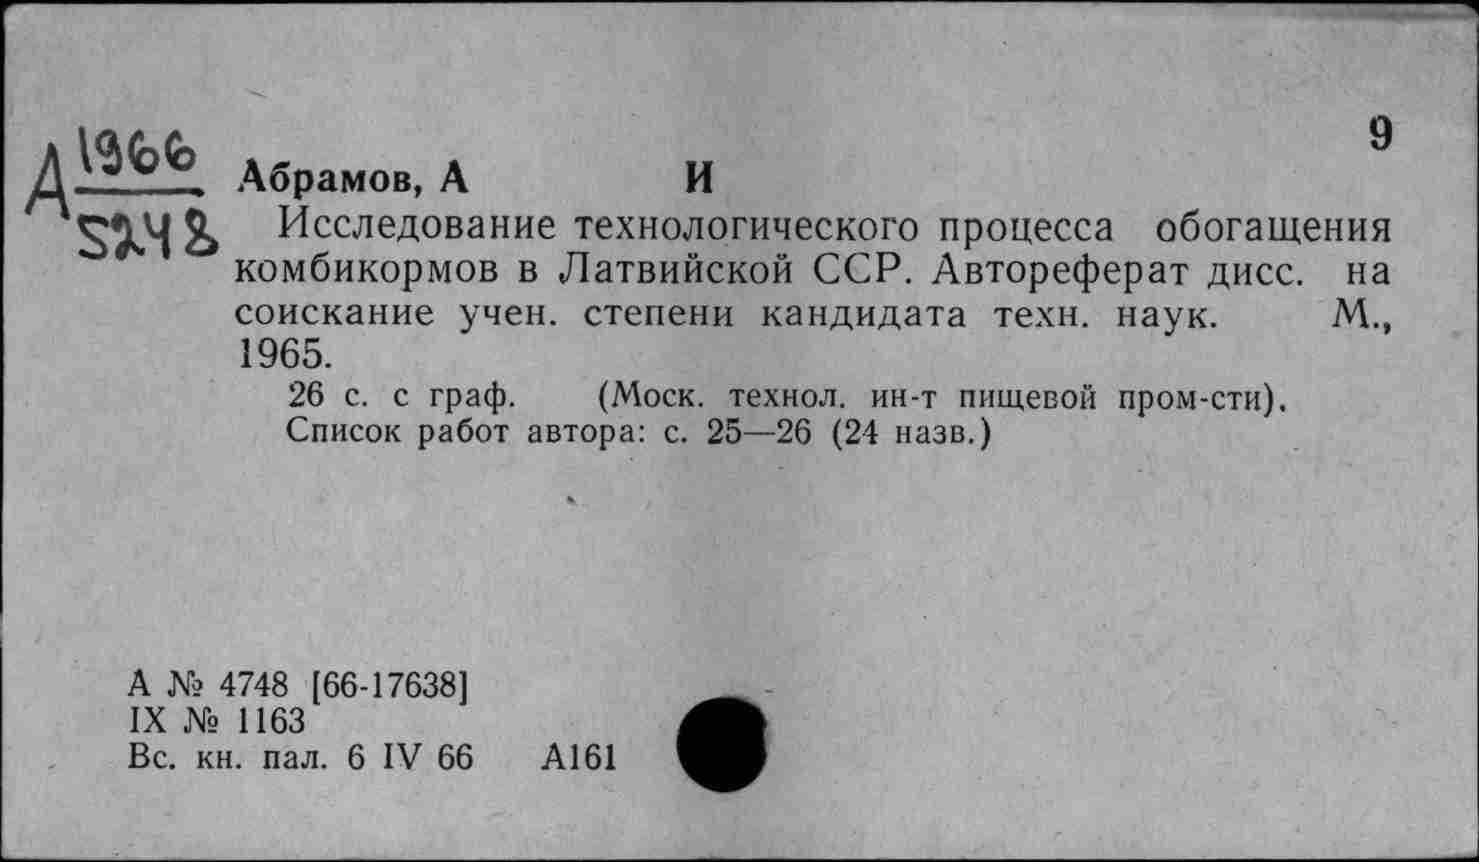 9
Д 1966
5248
Абрамов, А И
Исследование технологического процесса обогащения
комбикормов в Латвийской ССР. Автореферат дисс. на
соискание учен. степени кандидата техн. наук. М.,
1965.
26 с. с граф. (Моск. технол. ин-т пищевой пром-сти).
Список работ автора: с. 25—26 (24 назв.)
А № 4748 [66-17638]
IX № 1163
Вс. кн. пал. 6 IV 66 А161